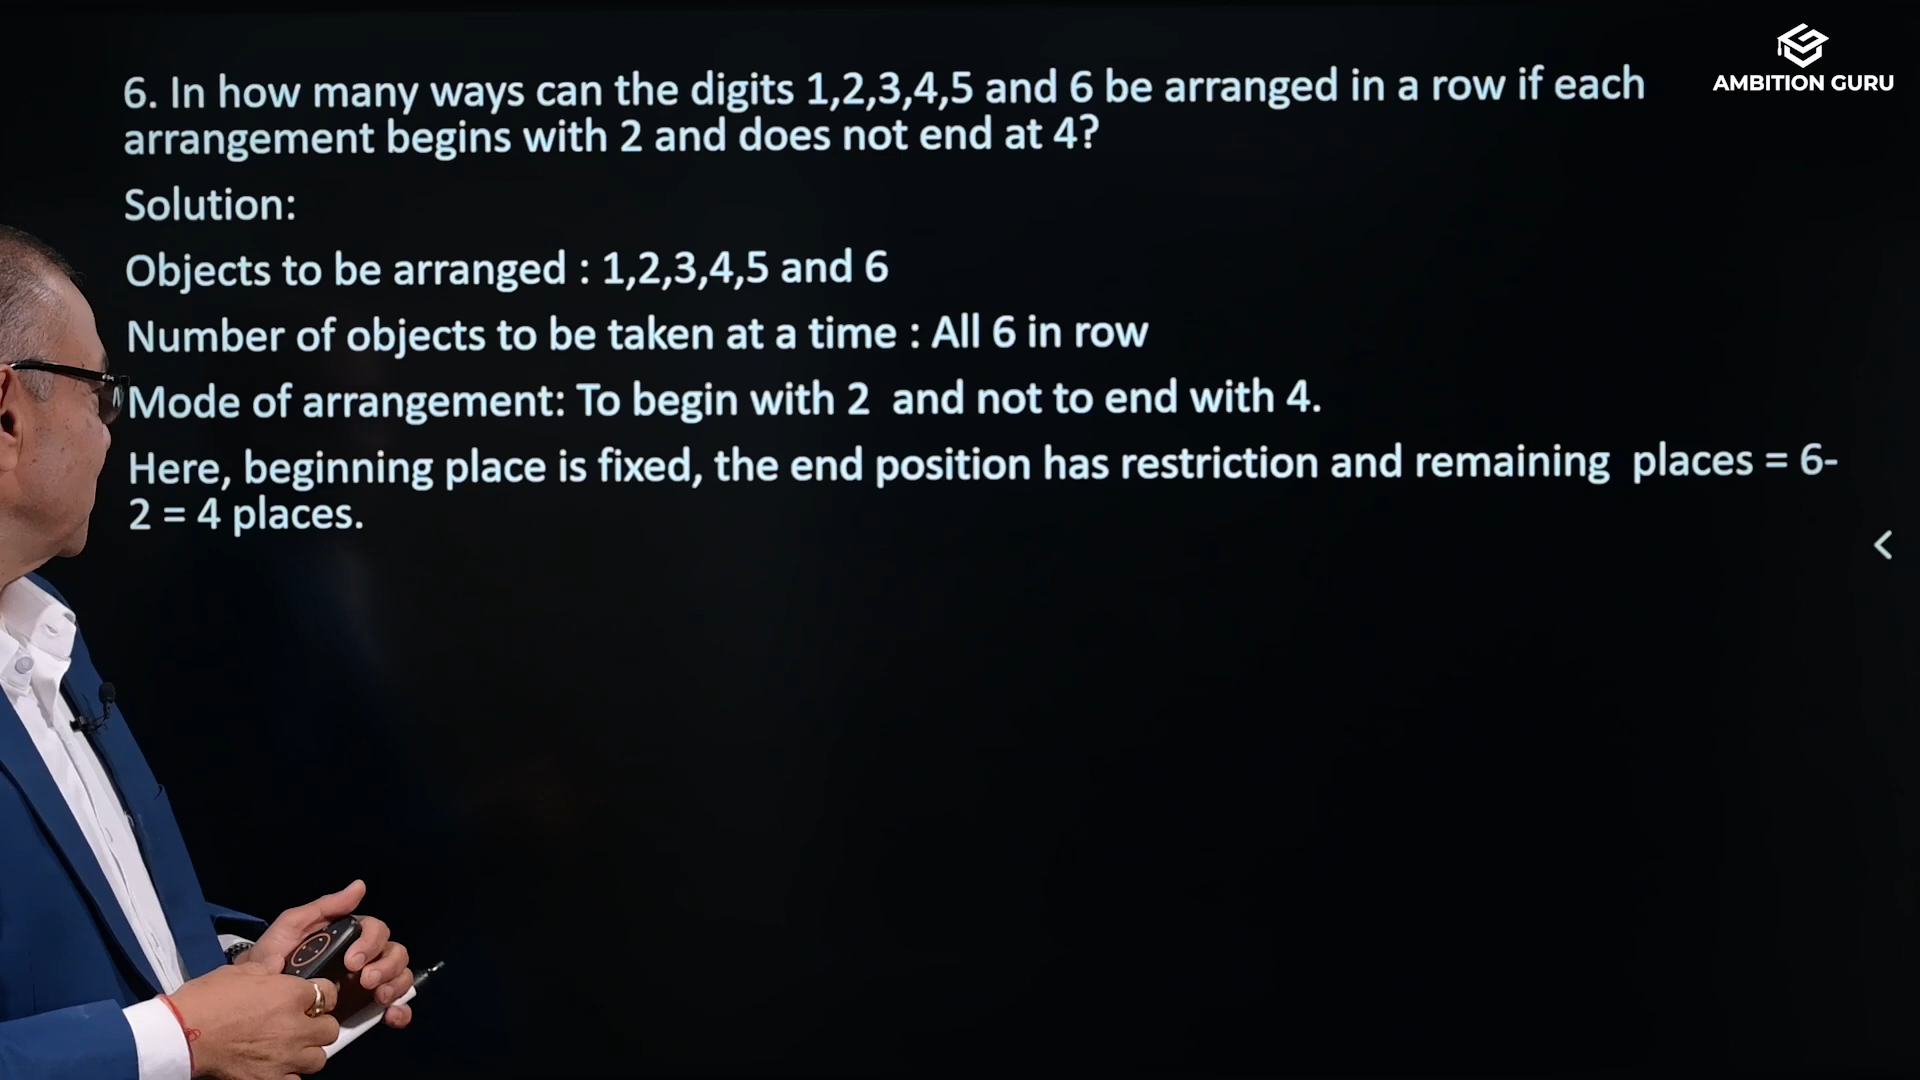 AMBITION GURU
6. In how many ways can the digits 1,2,3,4,5 and 6 be arranged in a row if each
arrangement begins with 2 and does not end at 4?
Solution:
Objects to be arranged : 1,2,3,4,5 and 6
Number of objects to be taken at a time : All 6 in row
Mode of arrangement: To begin with 2  and not to end with 4.
Here, beginning place is fixed, the end position has restriction and remaining  places = 6-
2 = 4 places.